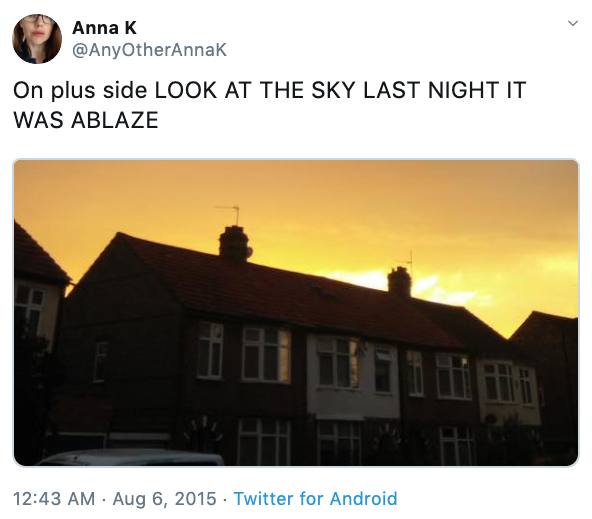 Anna K
@AnyOtherAnnaK
On plus side LOOK AT THE SKY LAST NIGHT IT
WAS ABLAZE
12:43 AM · Aug 6, 2015 · Twitter for Android